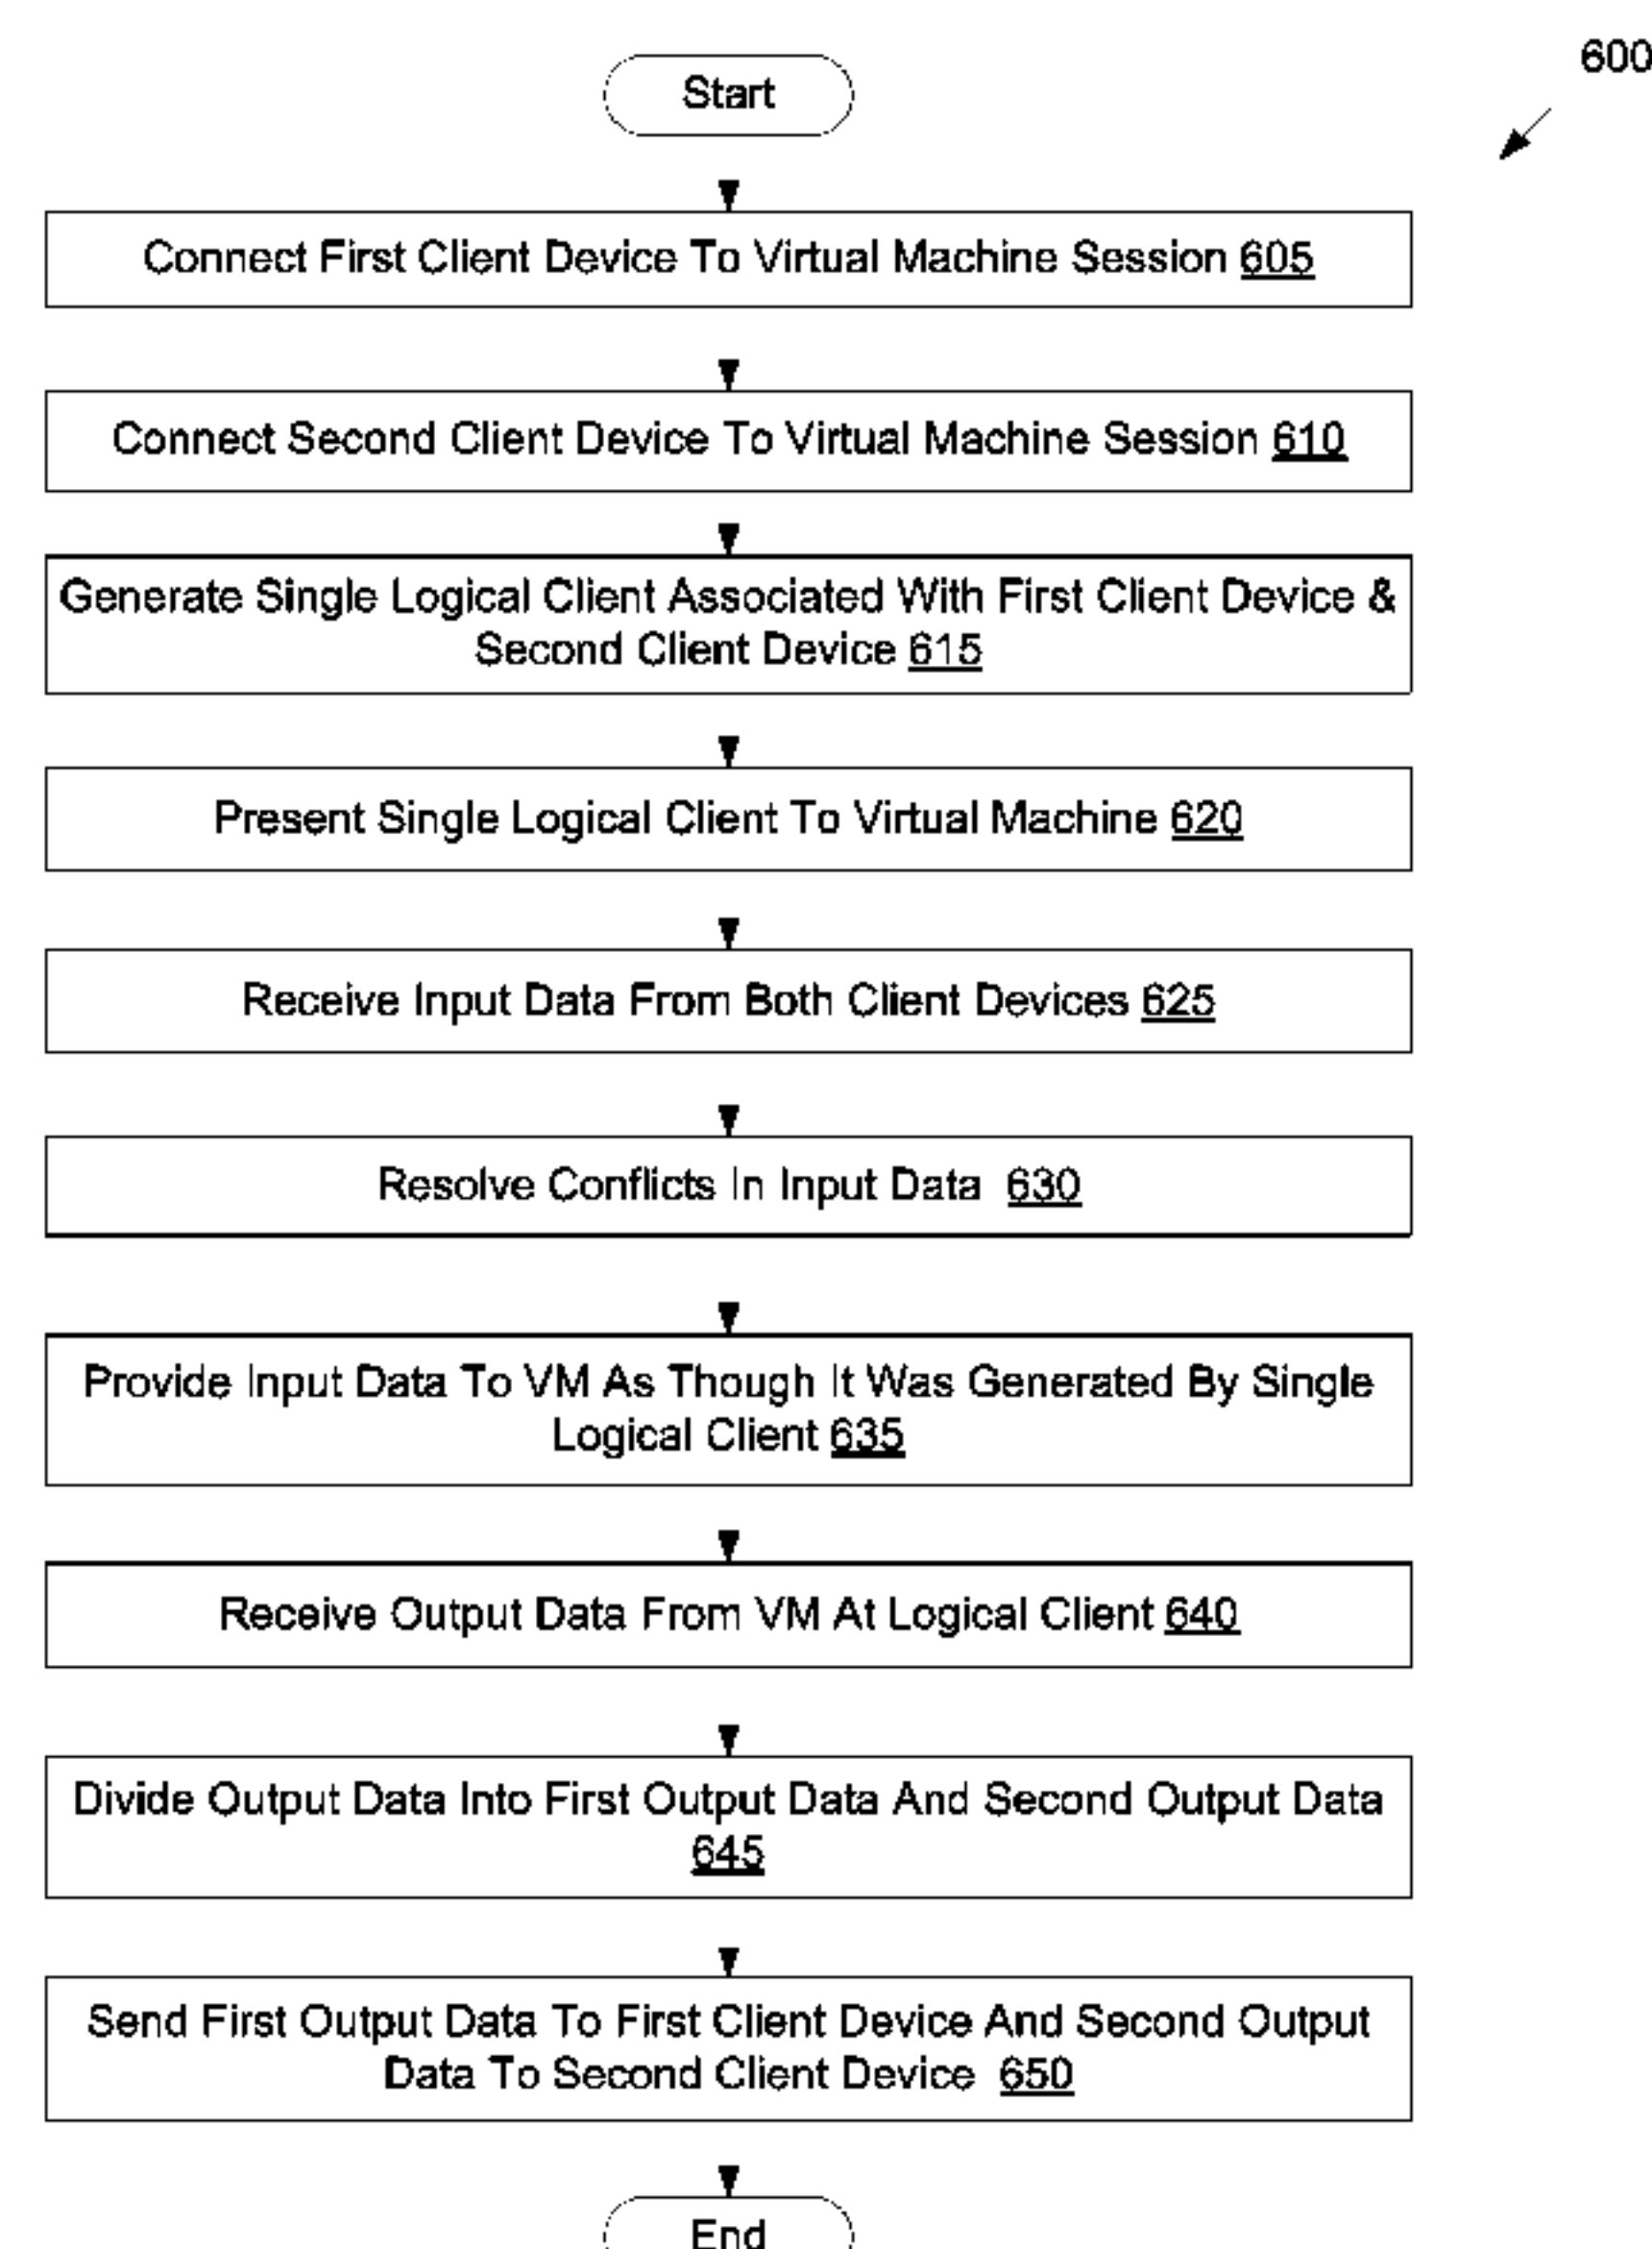 600
Start
Connect First Client Device To Virtual Machine Session 605
Connect Second Client Device To Virtual Machine Session 610
Generate Single Logical Client Associated With First Client Device &
Second Client Device 615
Present Single Logical Client To Virtual Machine 620
Receive Input Data From Both Client Devices 625
Resolve Conflicts In Input Data 630
Provide Input Data To VM As Though It Was Generated By Single
Logical Client 635
Receive Output Data From VM At Logical Client 640
Divide Output Data Into First Output Data And Second Output Data
645
Send First Output Data To First Client Device And Second Output
Data To Second Client Device 650
End